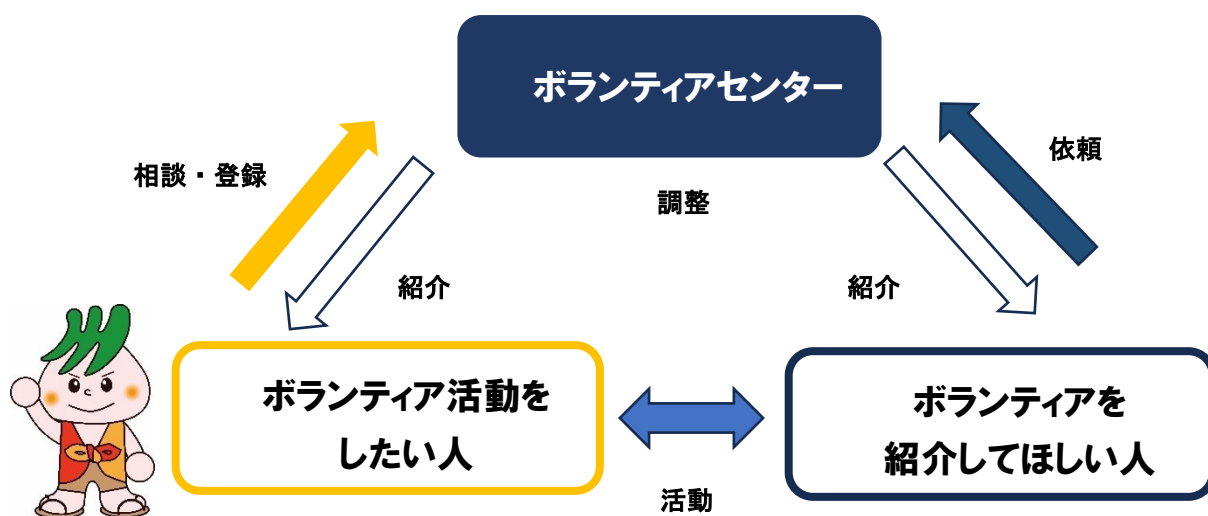 ボランティアセンター
相談・登録
依頼
調整
紹介
紹介
ボランティア活動を
したい人
ボランティアを
紹介してほしい人
活動